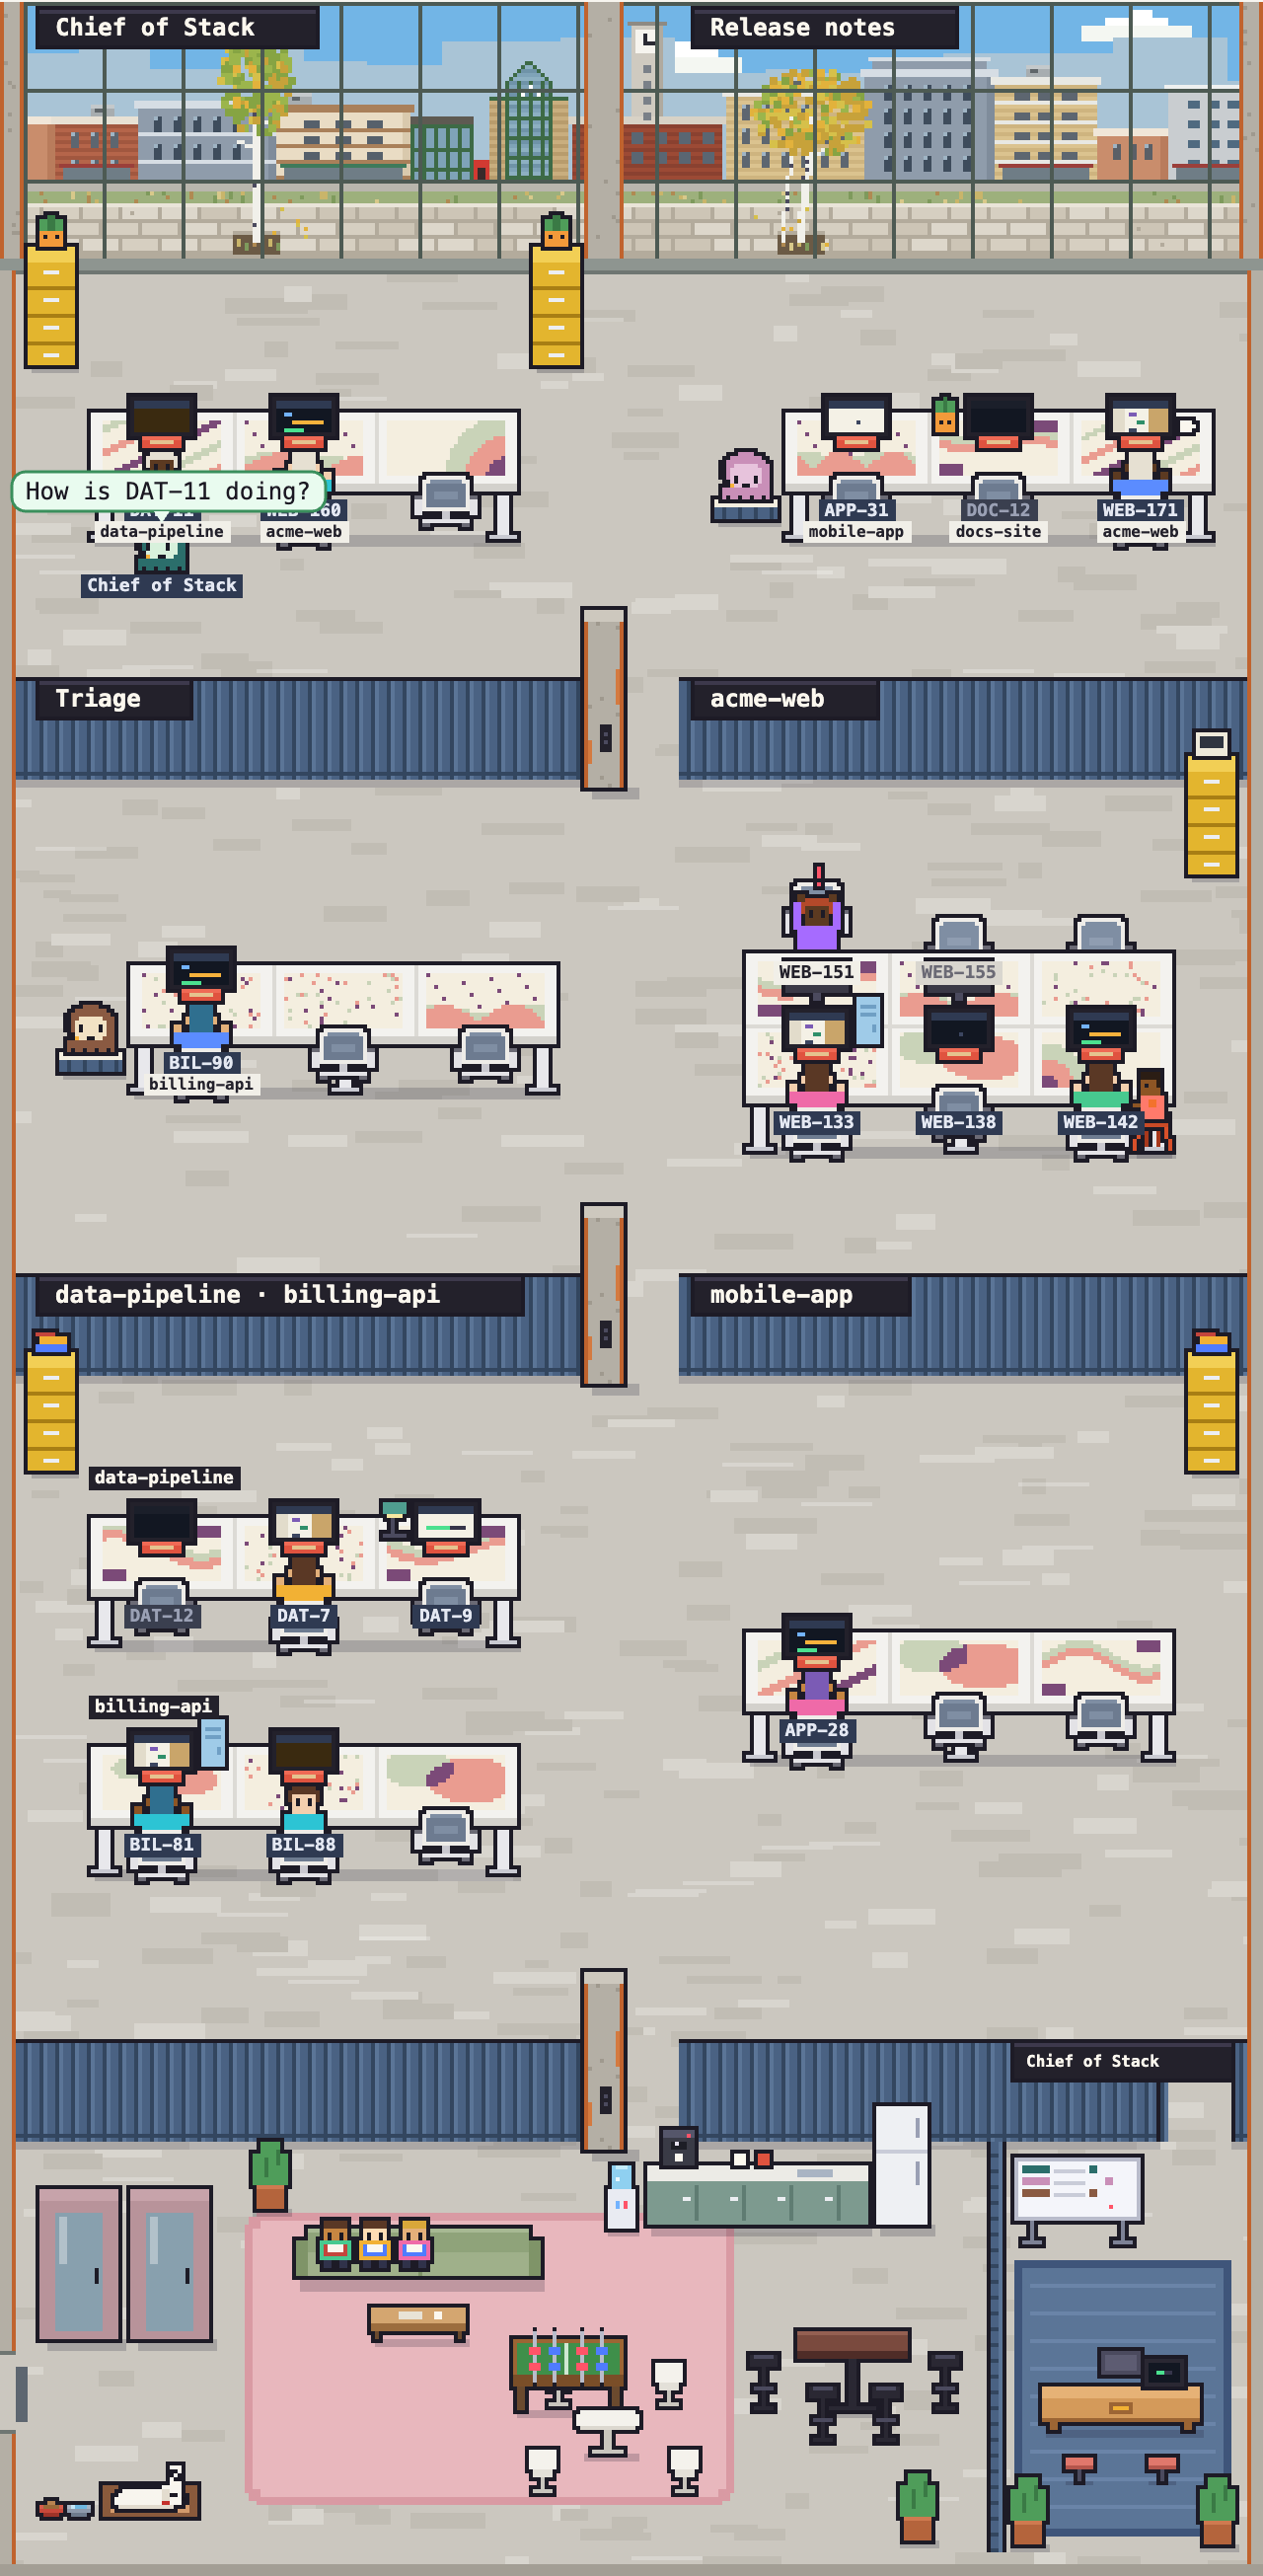 Chief of Stack
Release notes
How is DAT-11 doing?
data-pipeline
acme-web
Chief of Stack
APP-31
mobile-app
DOC-12
docs-site
WEB-171
acme-web
Triage
acme-web
BIL-90
billing-api
WEB-151
WEB-155
WEB-133
WEB-138
WEB-142
data-pipeline · billing-api
mobile-app
data-pipeline
DAT-12
DAT-7
DAT-9
APP-28
billing-api
BIL-81
BIL-88
Chief of Stack